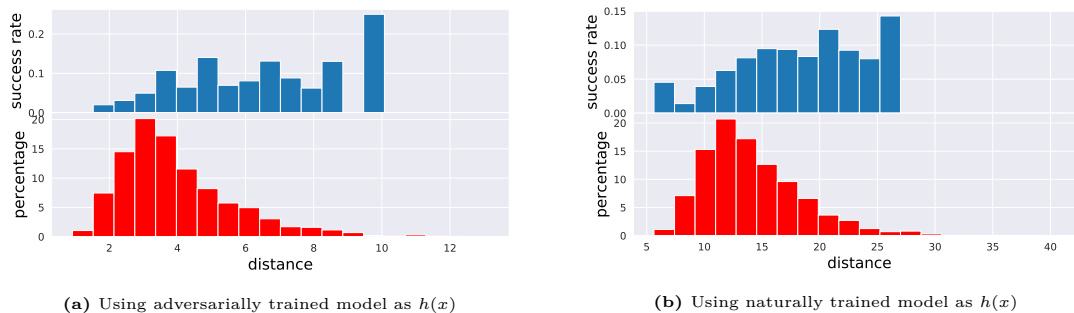 success rate
0.2
0.1
0.0
percentage
20
15
10
5
0
2 4 6 8 10 12
distance
(a) Using adversarially trained model as h(x)
success rate
0.15
0.10
0.05
0.00
percentage
20
15
10
5
0
5 10 15 20 25 30 35 40
distance
(b) Using naturally trained model as h(x)